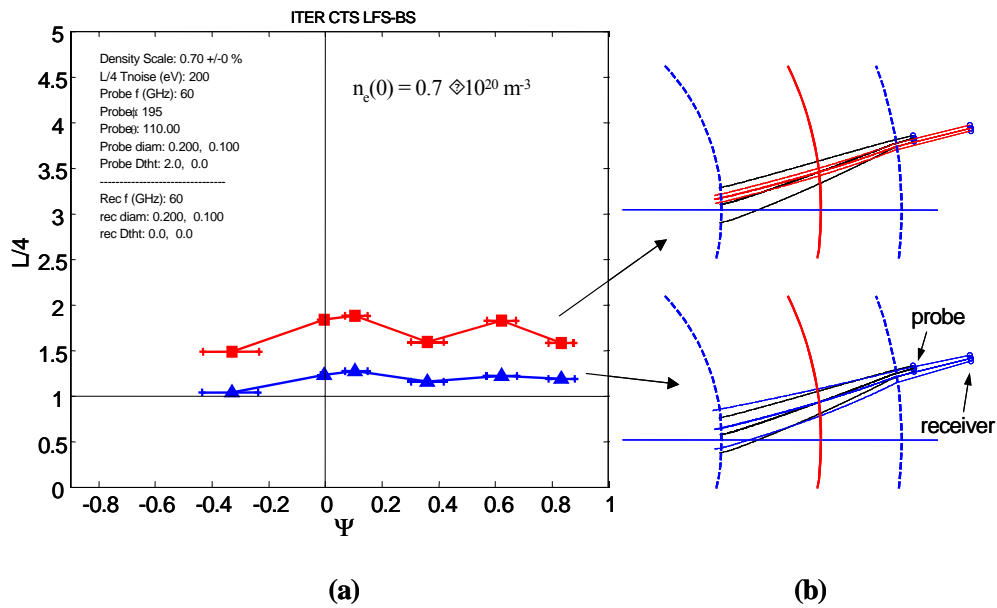 ITER CTS LFS-BS
Density Scale: 0.70 +/-0 %
L/4 Tnoise (eV): 200
Probe f (GHz): 60
195
110.00
Probe diam: 0.200, 0.100
Probe Dtht: 2.0, 0.0
--------------------------------
Rec f (GHz): 60
rec diam: 0.200, 0.100
rec Dtht: 0.0, 0.0
nₑ(0) = 0.7 �10²⁰ m⁻³
L/4
5
4.5
4
3.5
3
2.5
2
1.5
1
0.5
0
-0.8 -0.6 -0.4 -0.2 0 0.2 0.4 0.6 0.8 1
Ψ
probe
receiver
(a) (b)